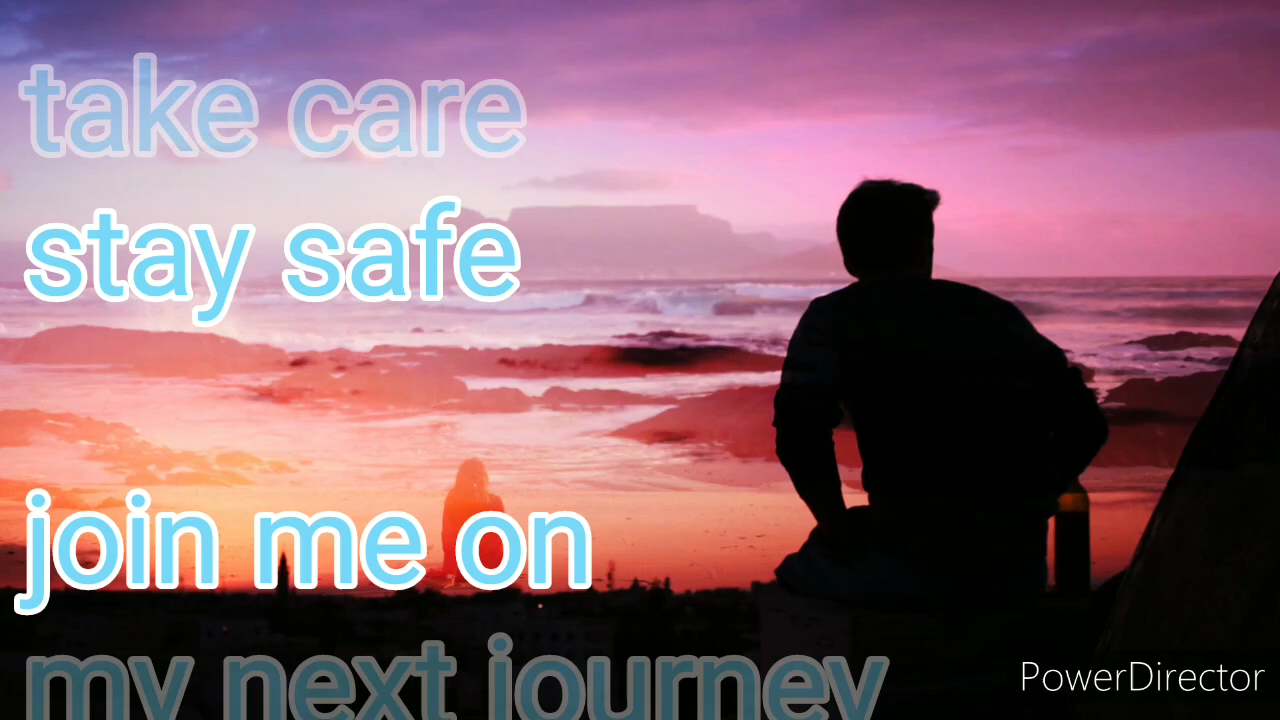 take care
stay safe
join me on
my next journey
PowerDirector